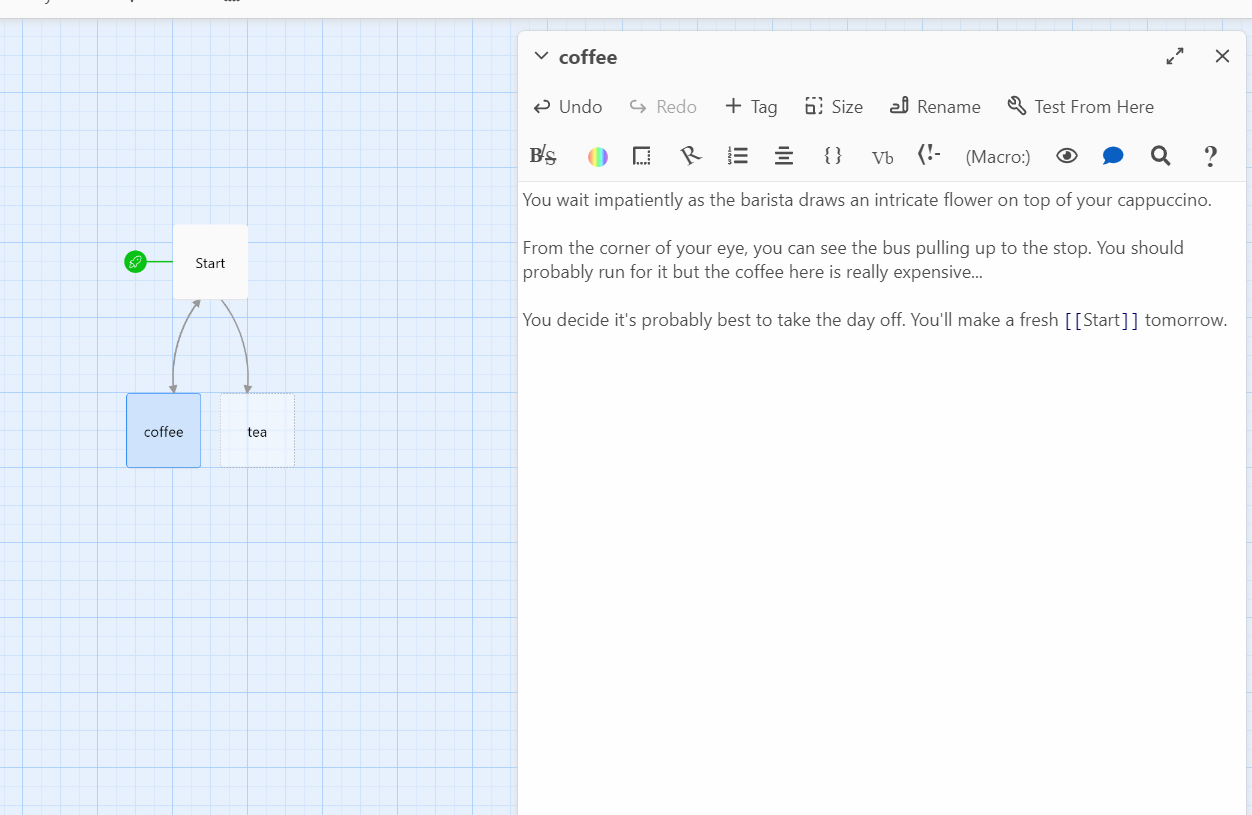 coffee
Undo Redo + Tag Size Rename Test From Here
B/S { } Vb (!- (Macro:) ?
You wait impatiently as the barista draws an intricate flower on top of your cappuccino.
From the corner of your eye, you can see the bus pulling up to the stop. You should
probably run for it but the coffee here is really expensive...
You decide it's probably best to take the day off. You'll make a fresh [[Start]] tomorrow.
Start
coffee tea